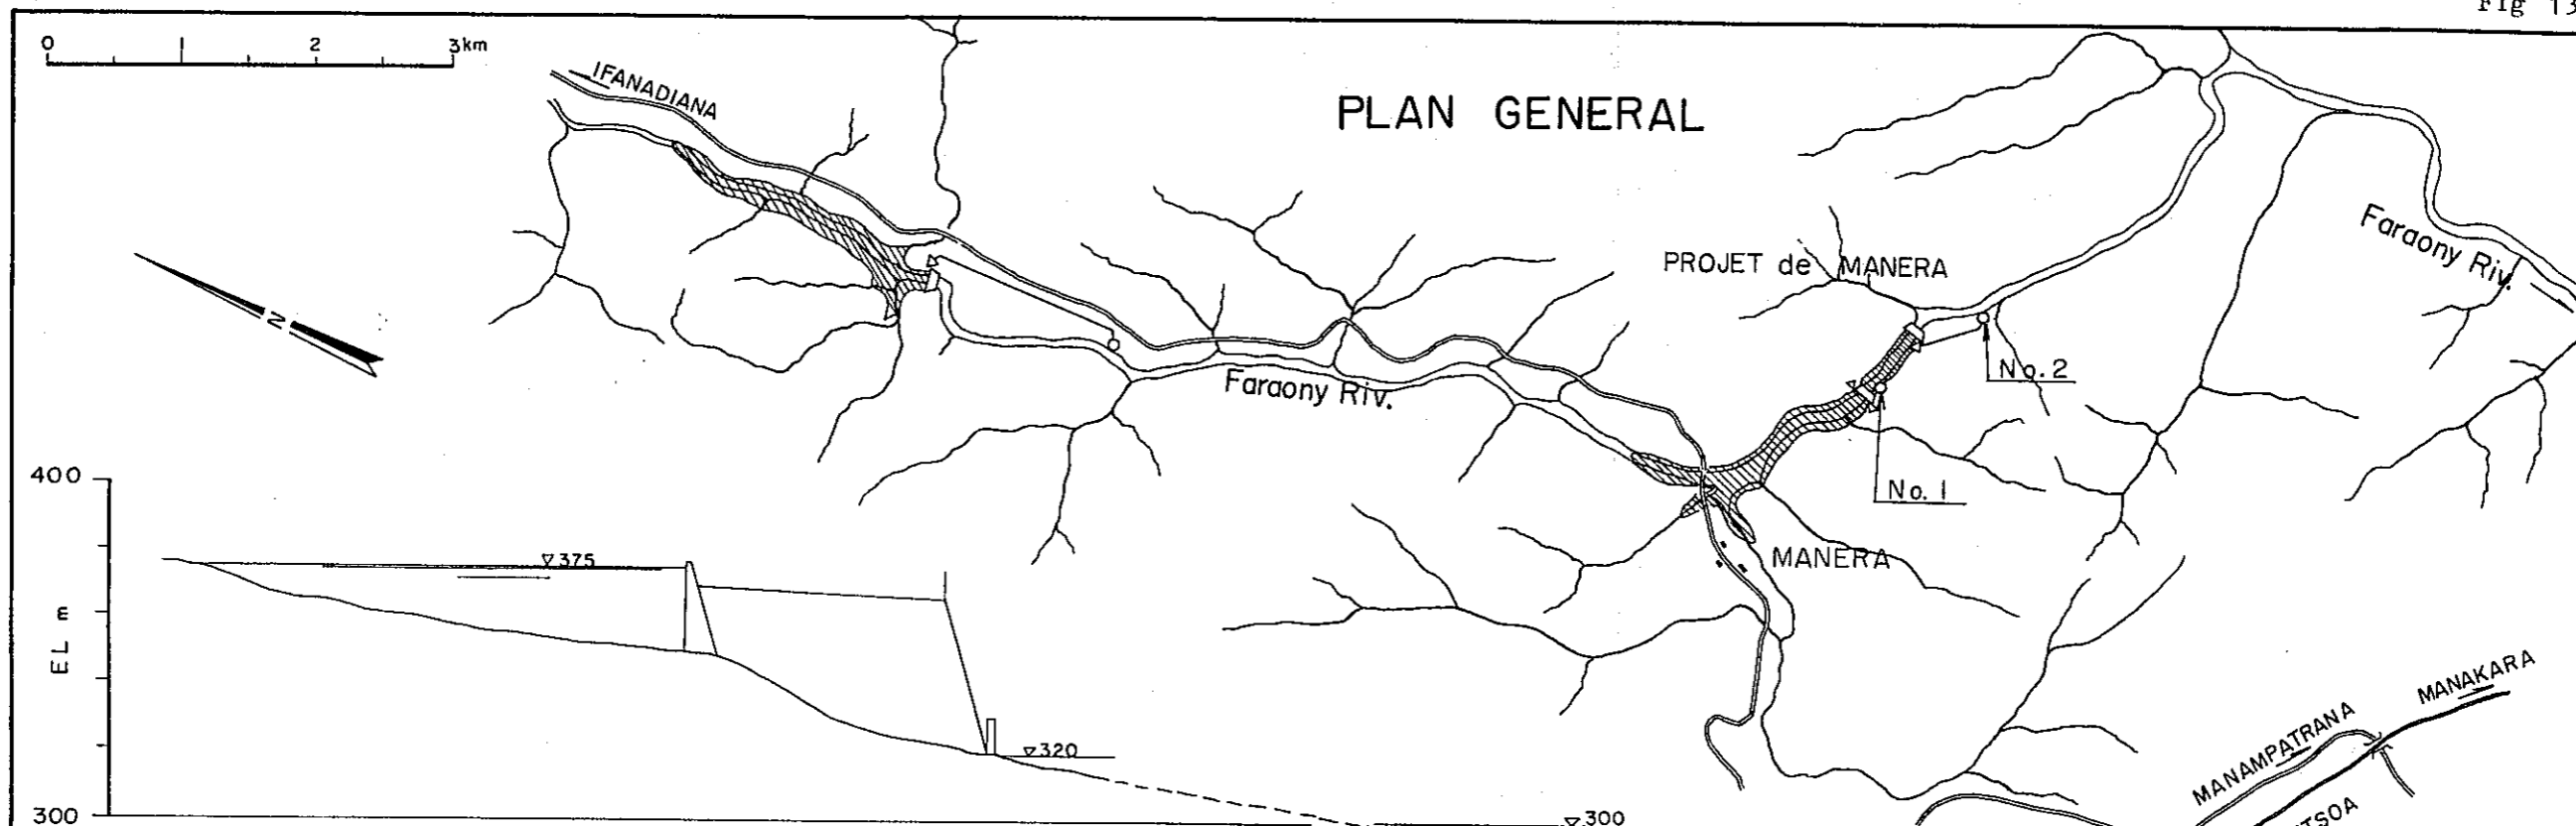 Fig 13
0 1 2 3km
IFANADIANA
PLAN GENERAL
N
PROJET de MANERA
Faraony Riv.
Faraony Riv.
No. 2
No. 1
MANERA
400
▽375
EL m
▽320
300
▽300
MANAKARA
MANAMPATRANA
TSOA